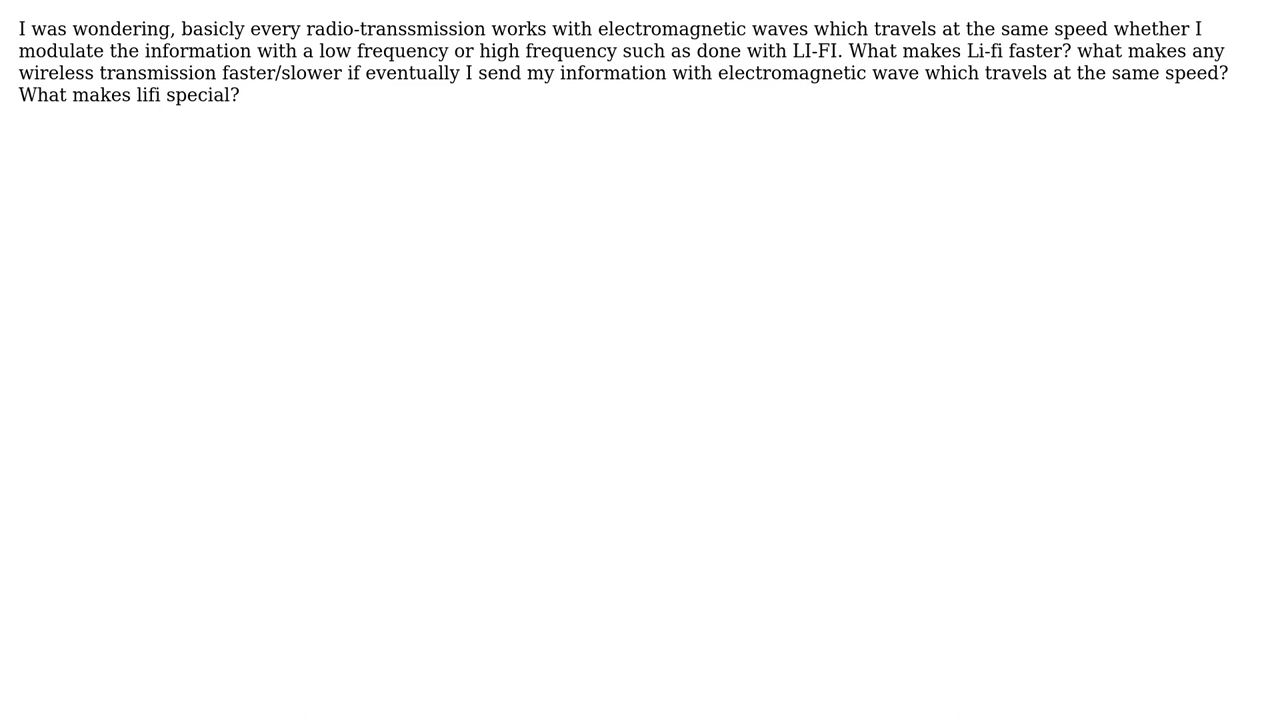 I was wondering, basicly every radio-transsmission works with electromagnetic waves which travels at the same speed whether I
modulate the information with a low frequency or high frequency such as done with LI-FI. What makes Li-fi faster? what makes any
wireless transmission faster/slower if eventually I send my information with electromagnetic wave which travels at the same speed?
What makes lifi special?